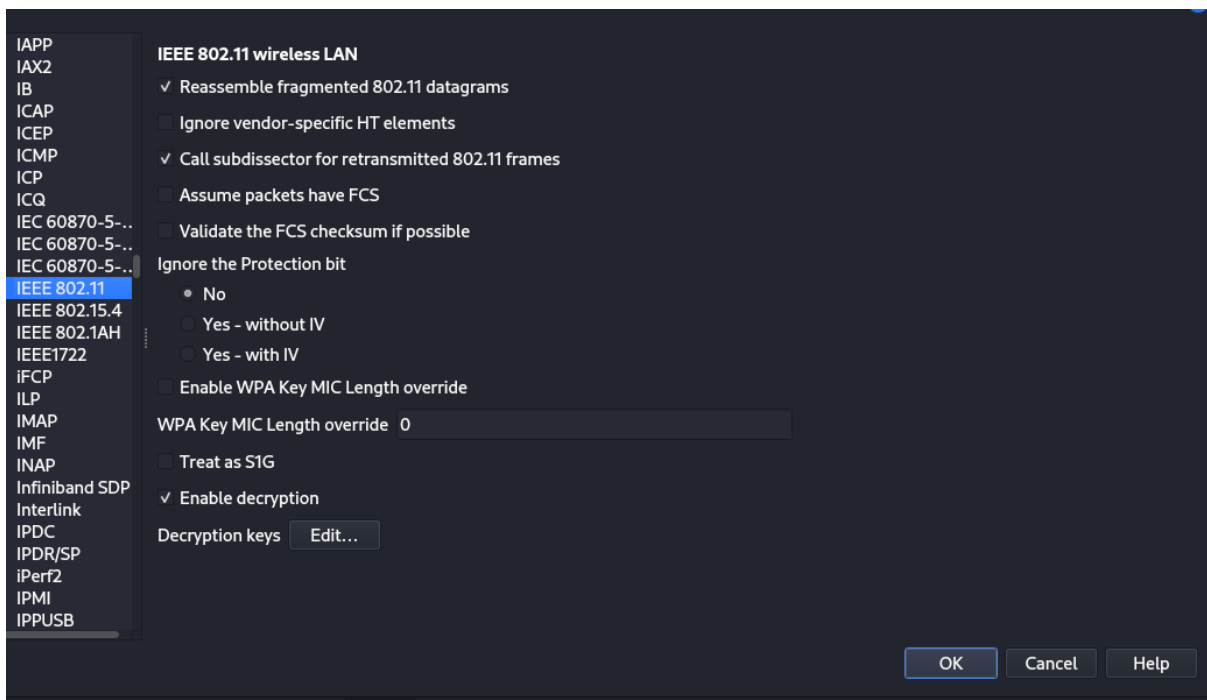 IAPP
IAX2
IB
ICAP
ICEP
ICMP
ICP
ICQ
IEC 60870-5-..
IEC 60870-5-..
IEC 60870-5-..
IEEE 802.11
IEEE 802.15.4
IEEE 802.1AH
IEEE1722
iFCP
ILP
IMAP
IMF
INAP
Infiniband SDP
Interlink
IPDC
IPDR/SP
iPerf2
IPMI
IPPUSB
IEEE 802.11 wireless LAN
Reassemble fragmented 802.11 datagrams
Ignore vendor-specific HT elements
Call subdissector for retransmitted 802.11 frames
Assume packets have FCS
Validate the FCS checksum if possible
Ignore the Protection bit
No
Yes - without IV
Yes - with IV
Enable WPA Key MIC Length override
WPA Key MIC Length override 0
Treat as S1G
Enable decryption
Decryption keys Edit...
OK Cancel Help